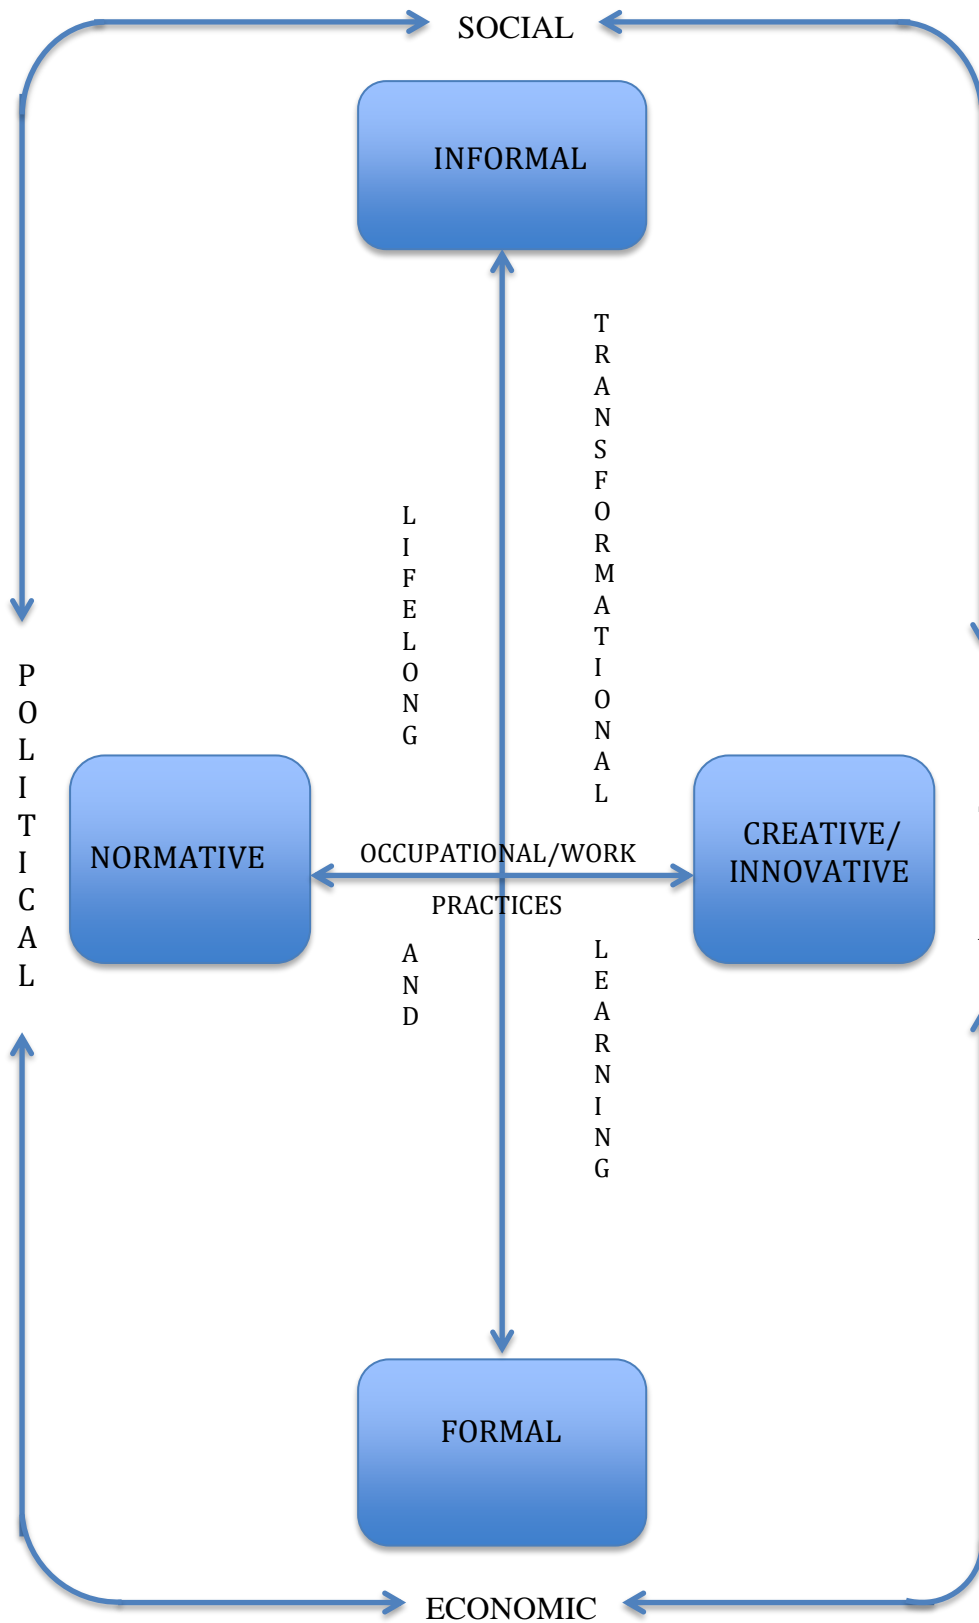 SOCIAL
INFORMAL
TRANSFORMATIONAL
LIFELONG
POLITICAL
NORMATIVE
OCCUPATIONAL/WORK
PRACTICES
CREATIVE/
INNOVATIVE
AND
LEARNING
FORMAL
ECONOMIC